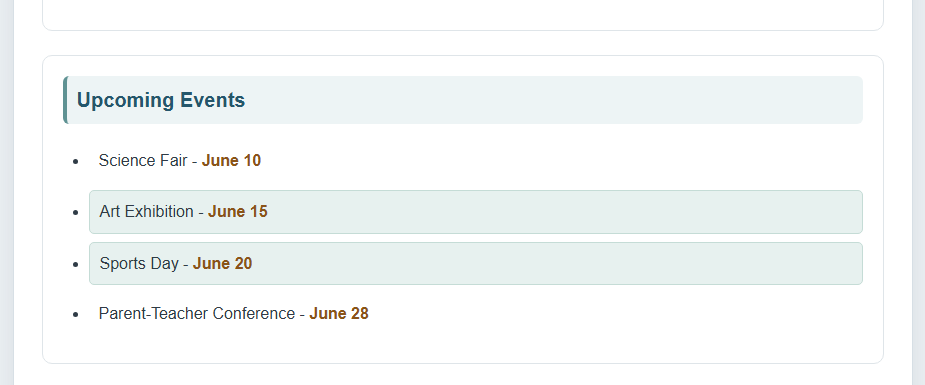 Upcoming Events
• Science Fair - June 10
• Art Exhibition - June 15
• Sports Day - June 20
• Parent-Teacher Conference - June 28